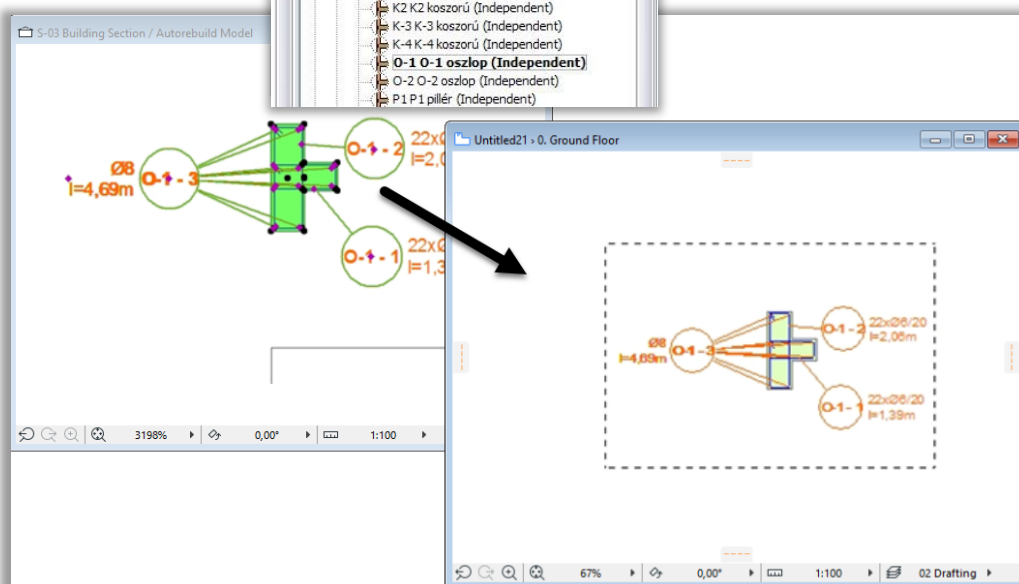 K2 K2 koszorú (Independent)
K-3 K-3 koszorú (Independent)
K-4 K-4 koszorú (Independent)
O-1 O-1 oszlop (Independent)
O-2 O-2 oszlop (Independent)
P1 P1 pillér (Independent)
S-03 Building Section / Autorebuild Model
Ø8
l=4,69m
O-1 - 3
O-1 - 2
22xØ
l=2,0
O-1 - 1
22xØ
l=1,3
3198%
0,00°
1:100
Untitled21 › 0. Ground Floor
Ø8
l=4,69m
O-1 - 3
O-1 - 2
22xØ6/20
l=2,06m
O-1 - 1
22xØ6/20
l=1,39m
67%
0,00°
1:100
02 Drafting